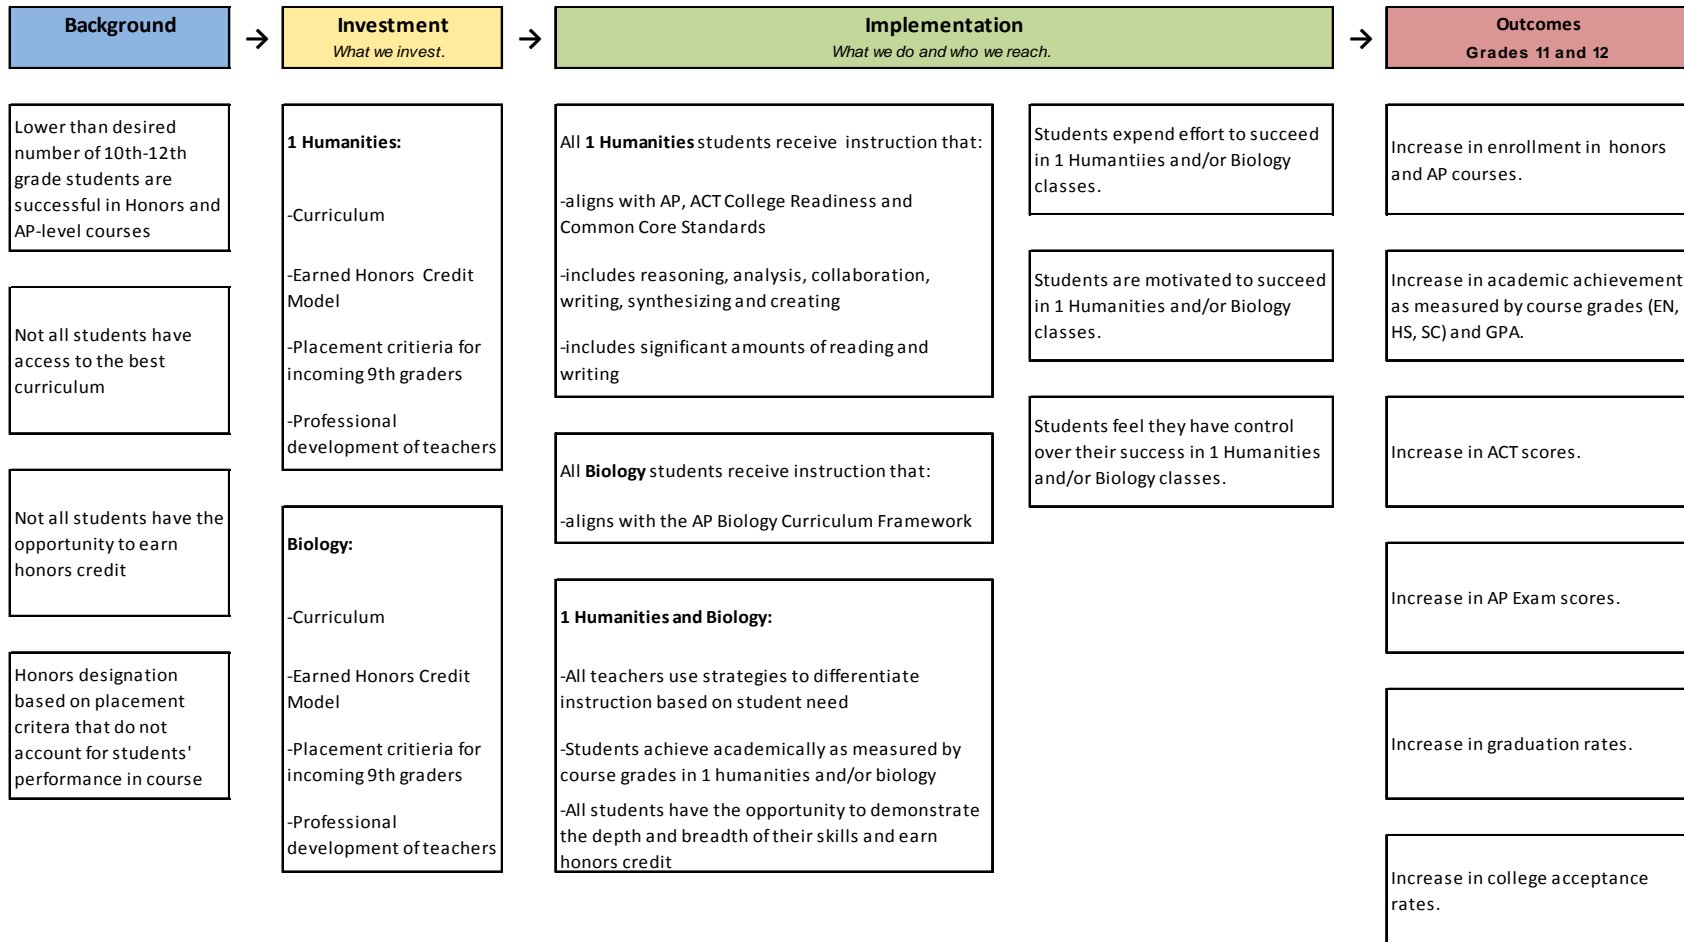 Background
→
Investment
What we invest.
→
Implementation
What we do and who we reach.
→
Outcomes
Grades 11 and 12
Lower than desired
number of 10th-12th
grade students are
successful in Honors and
AP-level courses
Not all students have
access to the best
curriculum
Not all students have the
opportunity to earn
honors credit
Honors designation
based on placement
critera that do not
account for students'
performance in course
1 Humanities:
-Curriculum
-Earned Honors Credit
Model
-Placement critieria for
incoming 9th graders
-Professional
development of teachers
Biology:
-Curriculum
-Earned Honors Credit
Model
-Placement critieria for
incoming 9th graders
-Professional
development of teachers
All 1 Humanities students receive instruction that:
-aligns with AP, ACT College Readiness and
Common Core Standards
-includes reasoning, analysis, collaboration,
writing, synthesizing and creating
-includes significant amounts of reading and
writing
All Biology students receive instruction that:
-aligns with the AP Biology Curriculum Framework
1 Humanities and Biology:
-All teachers use strategies to differentiate
instruction based on student need
-Students achieve academically as measured by
course grades in 1 humanities and/or biology
-All students have the opportunity to demonstrate
the depth and breadth of their skills and earn
honors credit
Students expend effort to succeed
in 1 Humantiies and/or Biology
classes.
Students are motivated to succeed
in 1 Humanities and/or Biology
classes.
Students feel they have control
over their success in 1 Humanities
and/or Biology classes.
Increase in enrollment in honors
and AP courses.
Increase in academic achievement
as measured by course grades (EN,
HS, SC) and GPA.
Increase in ACT scores.
Increase in AP Exam scores.
Increase in graduation rates.
Increase in college acceptance
rates.